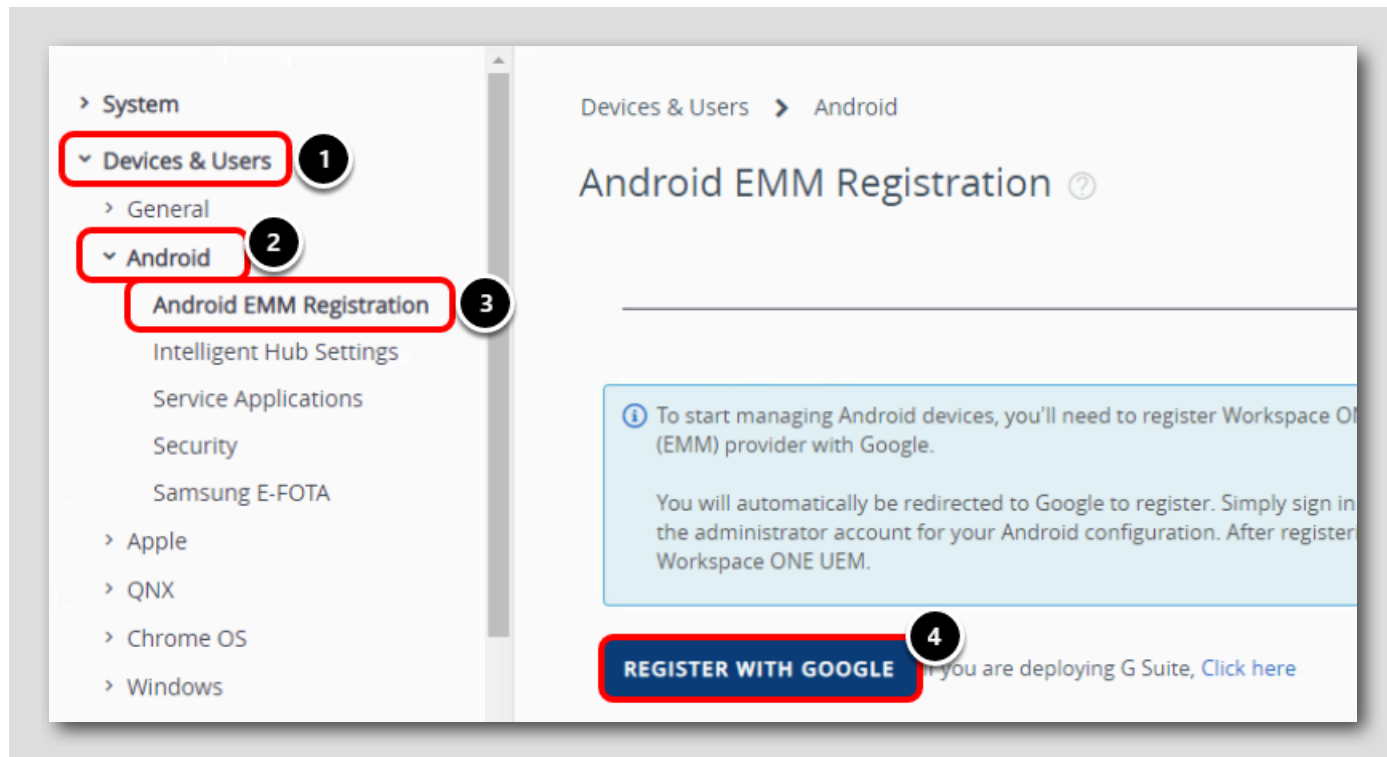 System
Devices & Users
1
General
Android
2
Android EMM Registration
3
Intelligent Hub Settings
Service Applications
Security
Samsung E-FOTA
Apple
QNX
Chrome OS
Windows
Devices & Users > Android
Android EMM Registration ?
To start managing Android devices, you'll need to register Workspace
(EMM) provider with Google.
You will automatically be redirected to Google to register. Simply sign in
the administrator account for your Android configuration. After
Workspace ONE UEM.
4
REGISTER WITH GOOGLE
you are deploying G Suite, Click here